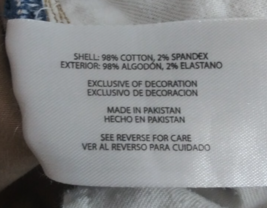 SHELL: 98% COTTON, 2% SPANDEX
EXTERIOR: 98% ALGODÓN, 2% ELASTANO
EXCLUSIVE OF DECORATION
EXCLUSIVO DE DECORACION
MADE IN PAKISTAN
HECHO EN PAKISTAN
SEE REVERSE FOR CARE
VER AL REVERSO PARA CUIDADO